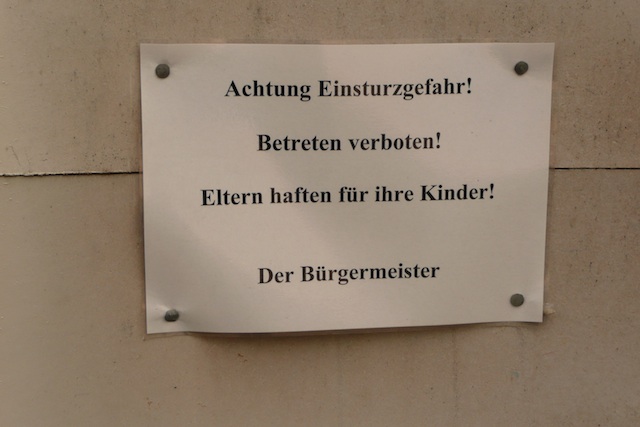 Achtung Einsturzgefahr!
Betreten verboten!
Eltern haften für ihre Kinder!
Der Bürgermeister